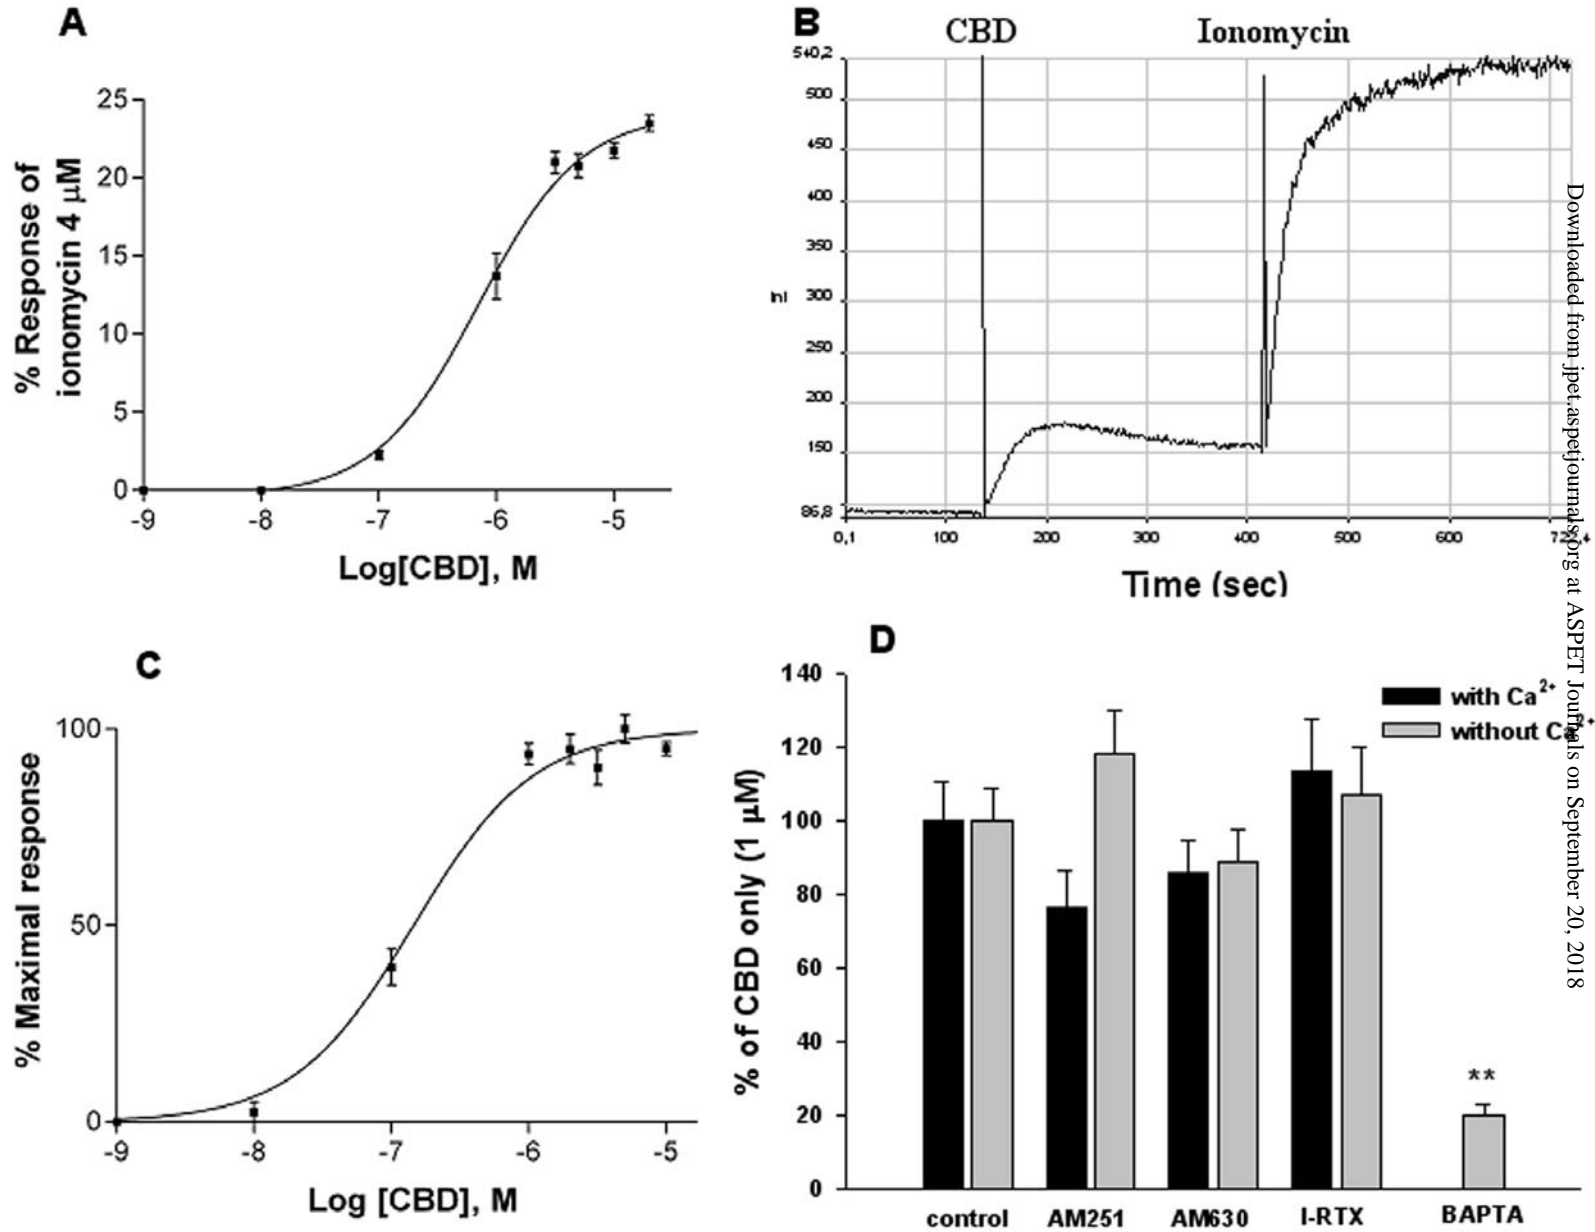 A
% Response of
ionomycin 4 µM
25
20
15
10
5
0
-9 -8 -7 -6 -5
Log[CBD], M
B
CBD Ionomycin
540,2
500
450
400
350
300
250
200
150
86,8
Int
0,1 100 200 300 400 500 600
Time (sec)
C
% Maximal response
100
50
0
-9 -8 -7 -6 -5
Log [CBD], M
D
% of CBD only (1 µM)
140
120
100
80
60
40
20
0
with Ca2+
without Ca2+
**
control AM251 AM630 I-RTX BAPTA
Downloaded from jpet.aspetjournals.org at ASPET Journals on September 20, 2018